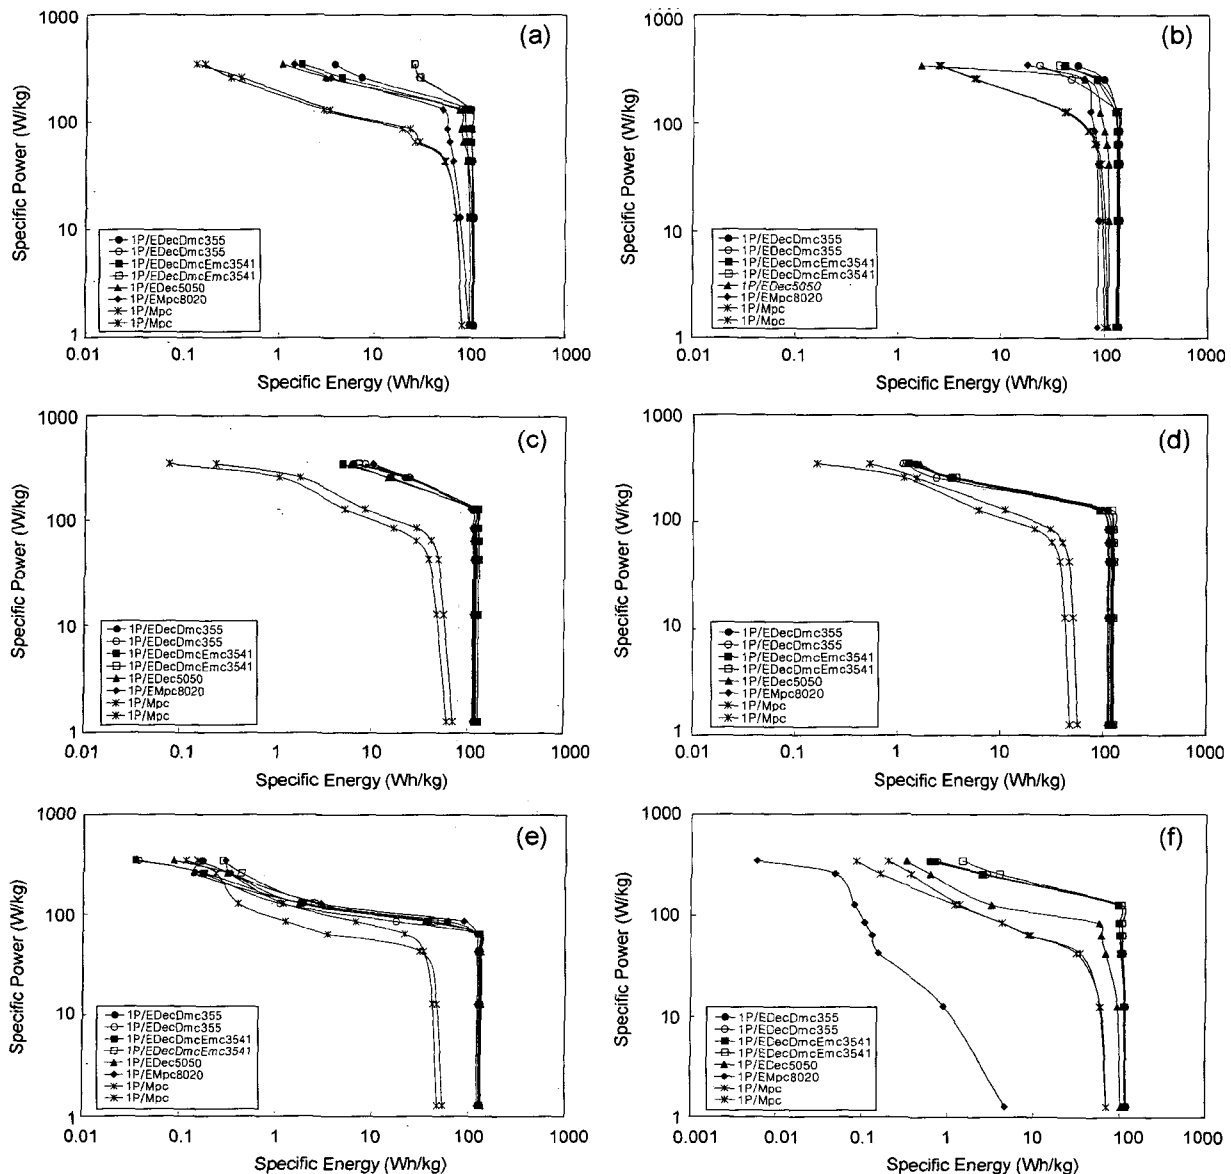 (a)
1000
100
10
1
Specific Power (W/kg)
1P/EDecDmc355
1P/EDecDmc355
1P/EDecDmcEmc3541
1P/EDecDmcEmc3541
1P/EDec5050
1P/EMpc8020
1P/Mpc
1P/Mpc
0.01 0.1 1 10 100 1000
Specific Energy (Wh/kg)
(b)
1000
100
10
1
Specific Power (W/kg)
1P/EDecDmc355
1P/EDecDmc355
1P/EDecDmcEmc3541
1P/EDecDmcEmc3541
1P/EDec5050
1P/EMpc8020
1P/Mpc
1P/Mpc
0.01 0.1 1 10 100 1000
Specific Energy (Wh/kg)
(c)
1000
100
10
1
Specific Power (W/kg)
1P/EDecDmc355
1P/EDecDmc355
1P/EDecDmcEmc3541
1P/EDecDmcEmc3541
1P/EDec5050
1P/EMpc8020
1P/Mpc
1P/Mpc
0.01 0.1 1 10 100 1000
Specific Energy (Wh/kg)
(d)
1000
100
10
1
Specific Power (W/kg)
1P/EDecDmc355
1P/EDecDmc355
1P/EDecDmcEmc3541
1P/EDecDmcEmc3541
1P/EDec5050
1P/EMpc8020
1P/Mpc
1P/Mpc
0.01 0.1 1 10 100 1000
Specific Energy (Wh/kg)
(e)
1000
100
10
1
Specific Power (W/kg)
1P/EDecDmc355
1P/EDecDmc355
1P/EDecDmcEmc3541
1P/EDecDmcEmc3541
1P/EDec5050
1P/EMpc8020
1P/Mpc
1P/Mpc
0.01 0.1 1 10 100 1000
Specific Energy (Wh/kg)
(f)
1000
100
10
1
Specific Power (W/kg)
1P/EDecDmc355
1P/EDecDmc355
1P/EDecDmcEmc3541
1P/EDecDmcEmc3541
1P/EDec5050
1P/EMpc8020
1P/Mpc
1P/Mpc
0.001 0.01 0.1 1 10 100 1000
Specific Energy (Wh/kg)